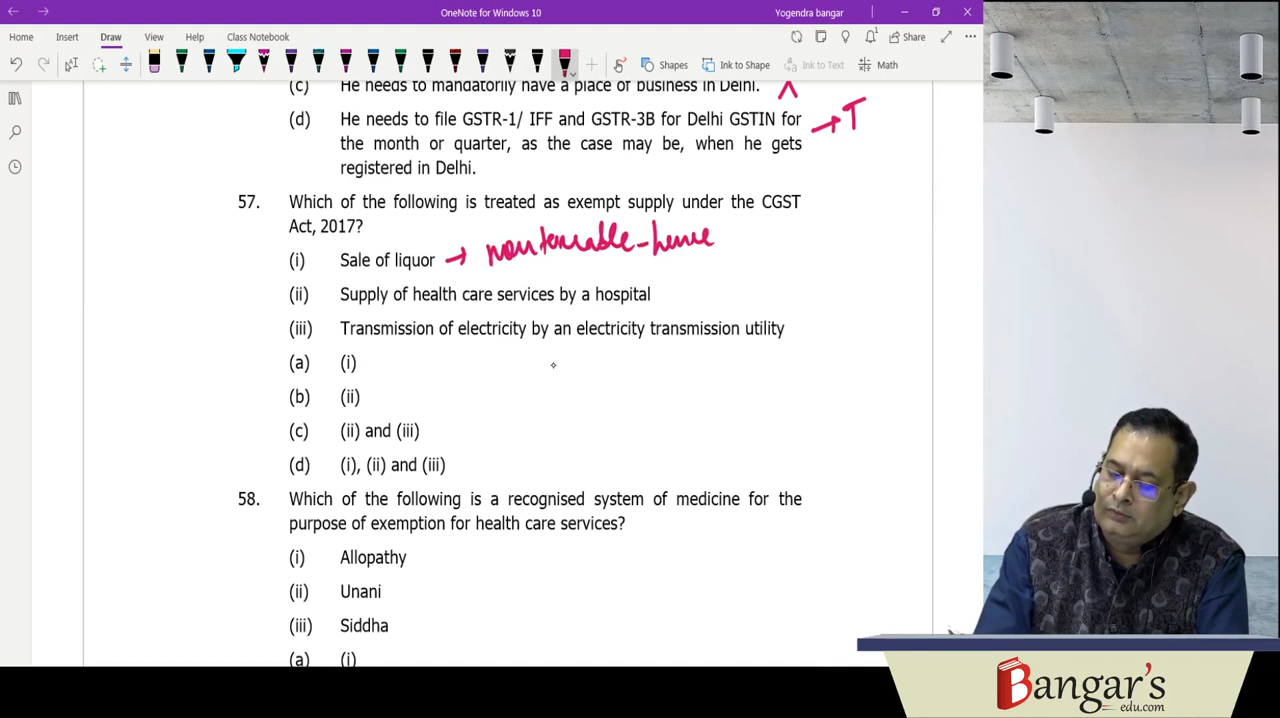 OneNote for Windows 10
Yogendra bangar
Home Insert Draw View Help Class Notebook
Share
Shapes Ink to Shape Ink to Text Math
(c) He needs to mandatorily have a place of business in Delhi. X
(d) He needs to file GSTR-1/ IFF and GSTR-3B for Delhi GSTIN for → T
the month or quarter, as the case may be, when he gets
registered in Delhi.
57. Which of the following is treated as exempt supply under the CGST
Act, 2017?
(i) Sale of liquor → non taxable - hence
(ii) Supply of health care services by a hospital
(iii) Transmission of electricity by an electricity transmission utility
(a) (i)
(b) (ii)
(c) (ii) and (iii)
(d) (i), (ii) and (iii)
58. Which of the following is a recognised system of medicine for the
purpose of exemption for health care services?
(i) Allopathy
(ii) Unani
(iii) Siddha
(a) (i)
Bangar's
edu.com